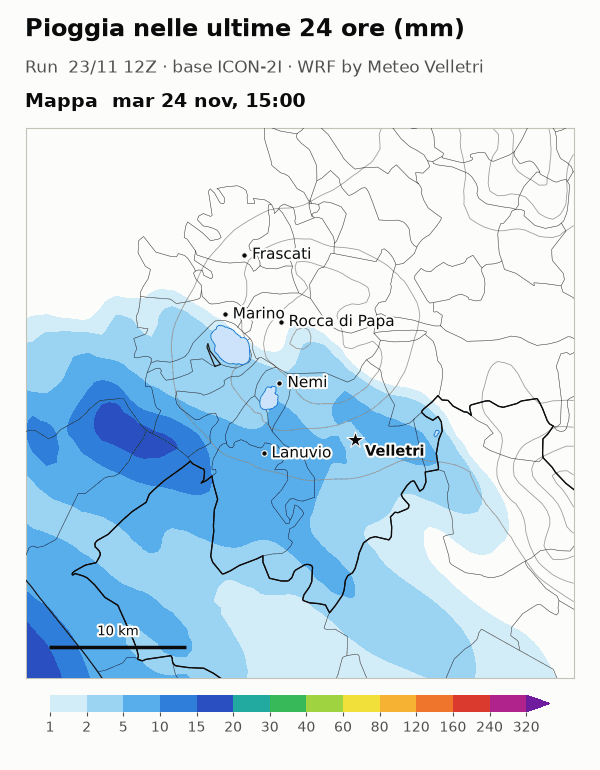 Pioggia nelle ultime 24 ore (mm)
Run  23/11 12Z · base ICON-2I · WRF by Meteo Velletri
Mappa  mar 24 nov, 15:00
Frascati
Marino
Rocca di Papa
Nemi
Lanuvio
Velletri
10 km
1 2 5 10 15 20 30 40 60 80 120 160 240 320